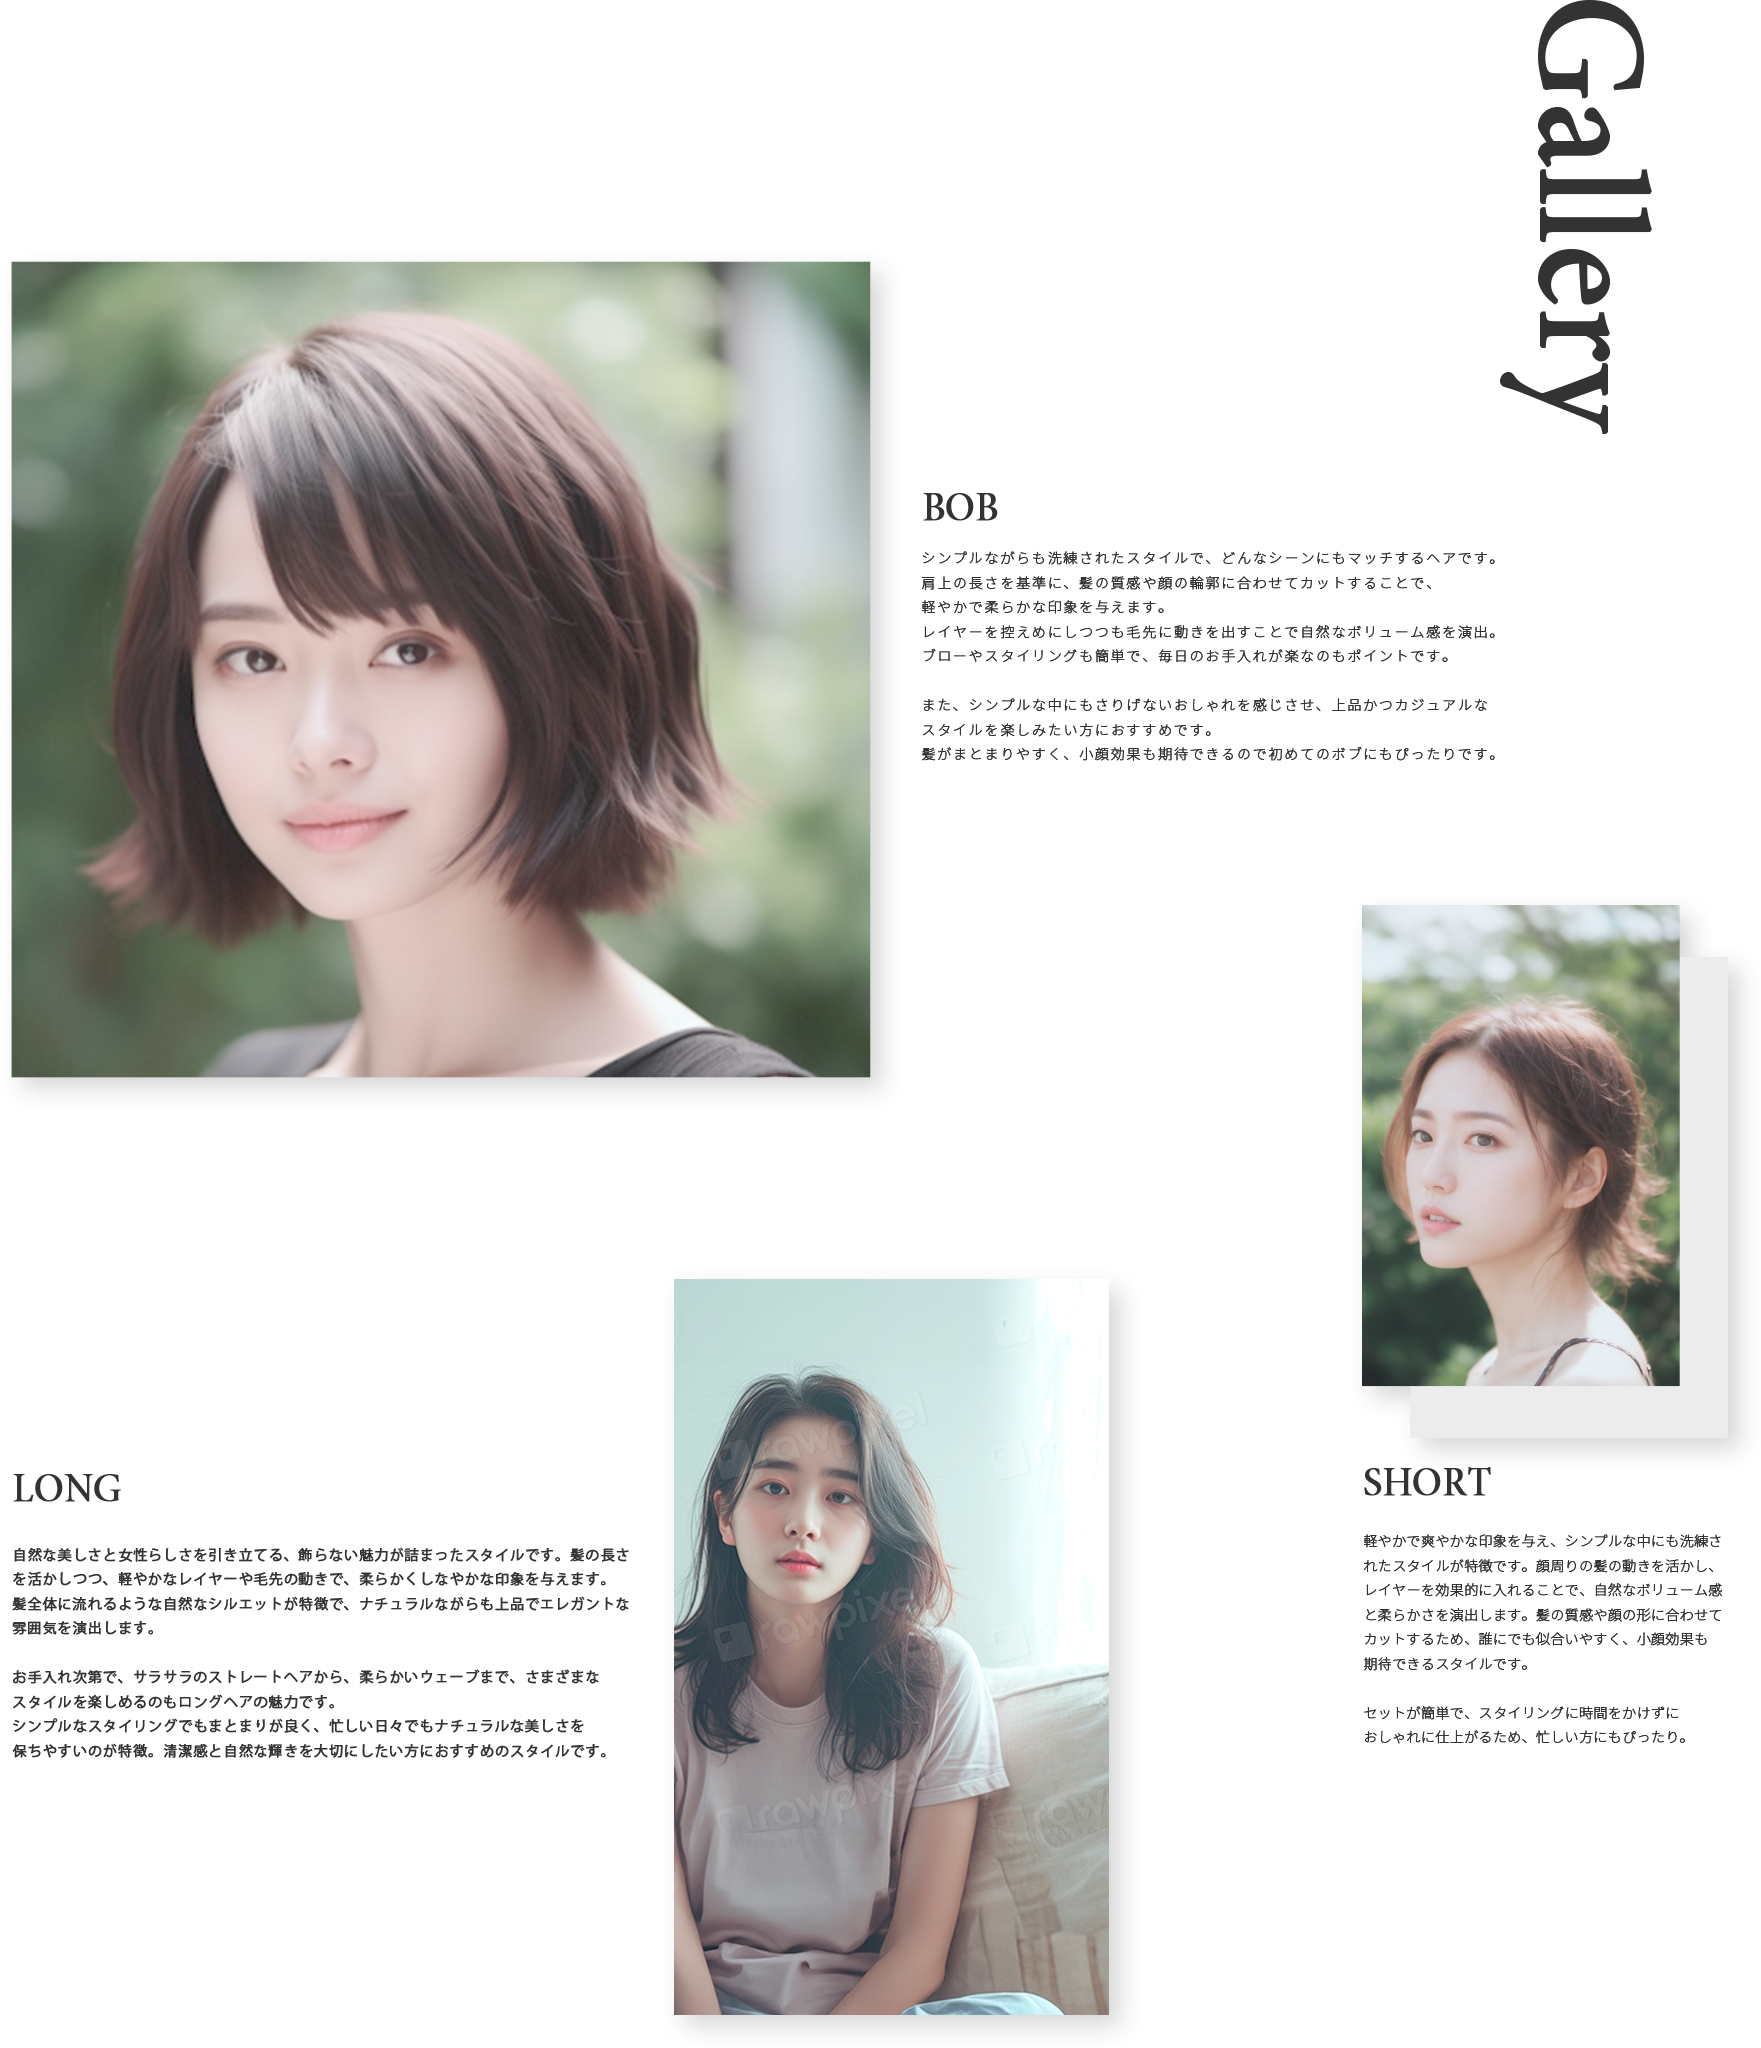 Gallery
BOB
シンプルながらも洗練されたスタイルで、どんなシーンにもマッチするヘアです。
肩上の長さを基準に、髪の質感や顔の輪郭に合わせてカットすることで、
軽やかで柔らかな印象を与えます。
レイヤーを控えめにしつつも毛先に動きを出すことで自然なボリューム感を演出。
ブローやスタイリングも簡単で、毎日のお手入れが楽なのもポイントです。
また、シンプルな中にもさりげないおしゃれを感じさせ、上品かつカジュアルな
スタイルを楽しみたい方におすすめです。
髪がまとまりやすく、小顔効果も期待できるので初めてのボブにもぴったりです。
LONG
自然な美しさと女性らしさを引き立てる、飾らない魅力が詰まったスタイルです。髪の長さ
を活かしつつ、軽やかなレイヤーや毛先の動きで、柔らかくしなやかな印象を与えます。
髪全体に流れるような自然なシルエットが特徴で、ナチュラルながらも上品でエレガントな
雰囲気を演出します。
お手入れ次第で、サラサラのストレートヘアから、柔らかいウェーブまで、さまざまな
スタイルを楽しめるのもロングヘアの魅力です。
シンプルなスタイリングでもまとまりが良く、忙しい日々でもナチュラルな美しさを
保ちやすいのが特徴。清潔感と自然な輝きを大切にしたい方におすすめのスタイルです。
rawpixel
rawpixel
rawpixel
SHORT
軽やかで爽やかな印象を与え、シンプルな中にも洗練さ
れたスタイルが特徴です。顔周りの髪の動きを活かし、
レイヤーを効果的に入れることで、自然なボリューム感
と柔らかさを演出します。髪の質感や顔の形に合わせて
カットするため、誰にでも似合いやすく、小顔効果も
期待できるスタイルです。
セットが簡単で、スタイリングに時間をかけずに
おしゃれに仕上がるため、忙しい方にもぴったり。